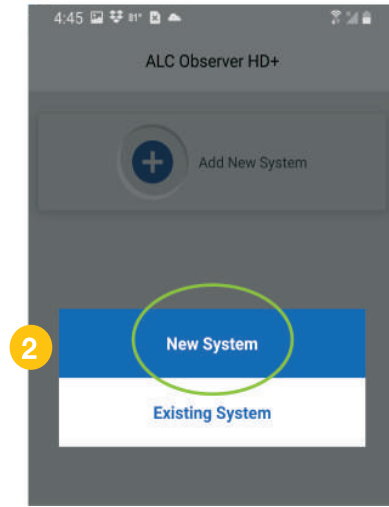 4:45 81°
ALC Observer HD+
Add New System
2
New System
Existing System